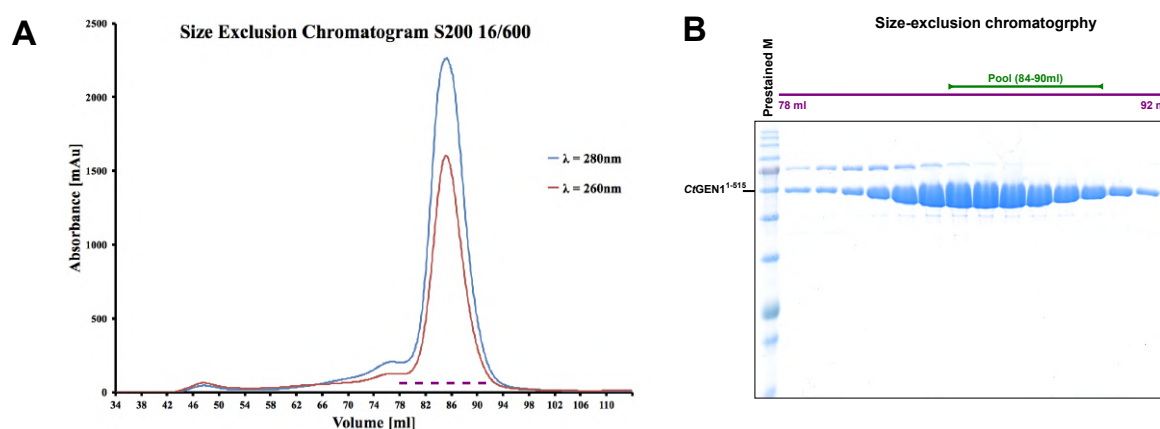 A
Size Exclusion Chromatogram S200 16/600
2500
2000
1500
1000
500
0
Absorbance [mAu]
λ = 280nm
λ = 260nm
34 38 42 46 50 54 58 62 66 70 74 78 82 86 90 94 98 102 106 110
Volume [ml]
B
Size-exclusion chromatogrphy
Prestained M
Pool (84-90ml)
78 ml
92 m
CtGEN1¹⁻⁵¹⁵